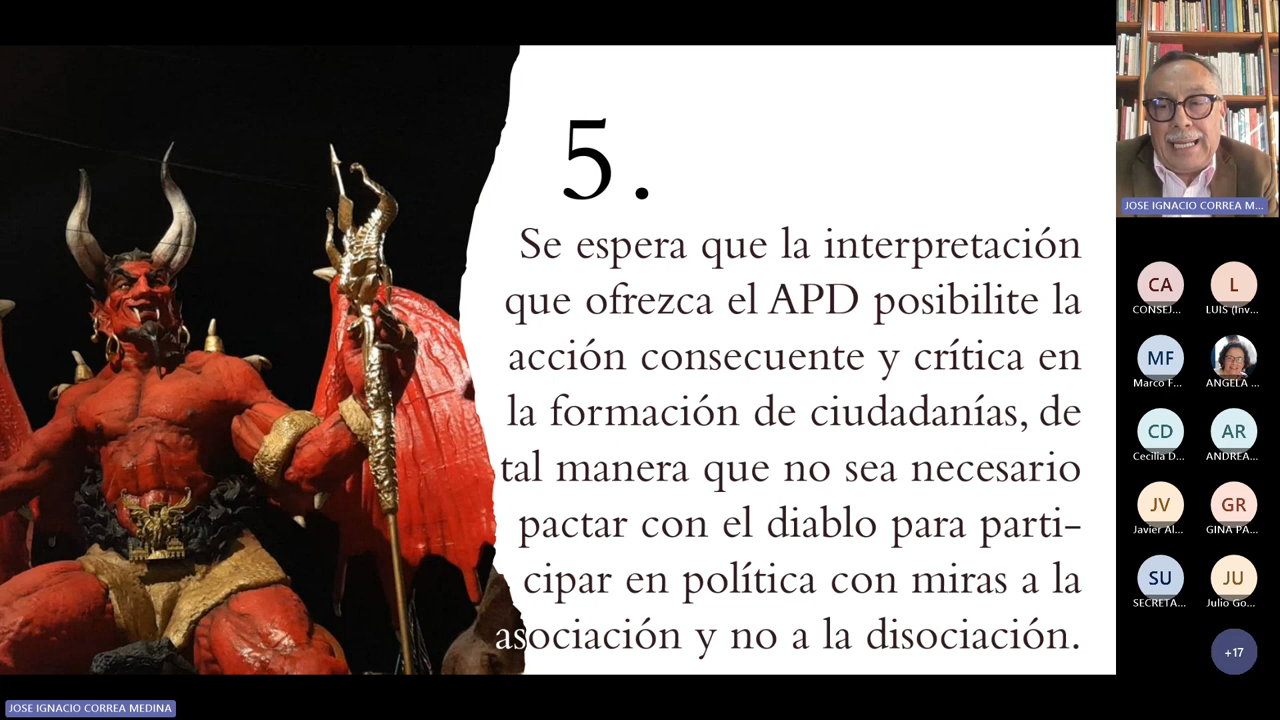 5.
Se espera que la interpretación
que ofrezca el APD posibilite la
acción consecuente y crítica en
la formación de ciudadanías, de
tal manera que no sea necesario
pactar con el diablo para parti-
cipar en política con miras a la
asociación y no a la disociación.
JOSE IGNACIO CORREA M...
CA
CONSEJ...
L
LUIS (Inv...
MF
Marco F...
ANGELA ...
CD
Cecilia D...
AR
ANDREA...
JV
Javier Al...
GR
GINA PA...
SU
SECRETA...
JU
Julio Go...
+17
JOSE IGNACIO CORREA MEDINA